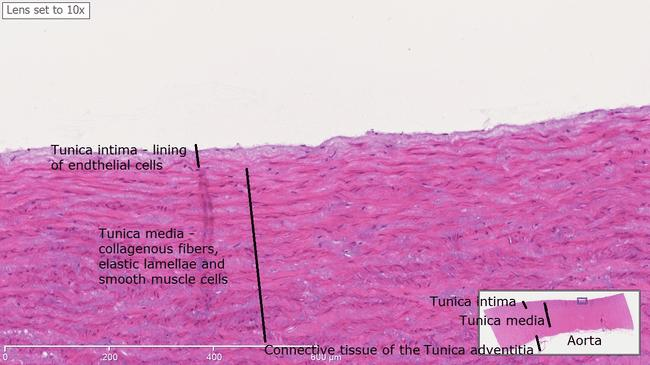 Lens set to 10x
Tunica intima - lining
of endthelial cells
Tunica media -
collagenous fibers,
elastic lamellae and
smooth muscle cells
Tunica intima
Tunica media
Aorta
Connective tissue of the Tunica adventitia
0 200 400 600 μm